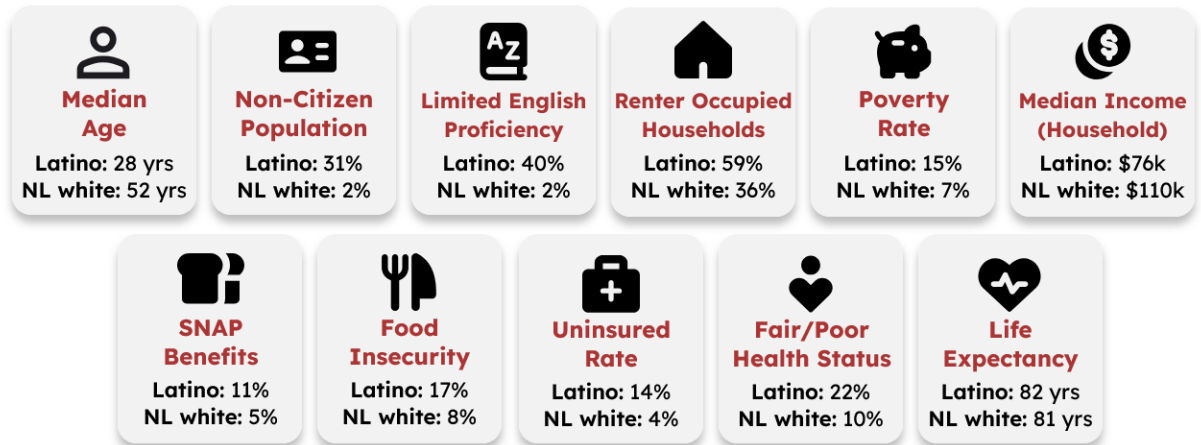 A
Z
$
Median
Age
Latino: 28 yrs
NL white: 52 yrs
Non-Citizen
Population
Latino: 31%
NL white: 2%
Limited English
Proficiency
Latino: 40%
NL white: 2%
Renter Occupied
Households
Latino: 59%
NL white: 36%
Poverty
Rate
Latino: 15%
NL white: 7%
Median Income
(Household)
Latino: $76k
NL white: $110k
SNAP
Benefits
Latino: 11%
NL white: 5%
Food
Insecurity
Latino: 17%
NL white: 8%
Uninsured
Rate
Latino: 14%
NL white: 4%
Fair/Poor
Health Status
Latino: 22%
NL white: 10%
Life
Expectancy
Latino: 82 yrs
NL white: 81 yrs